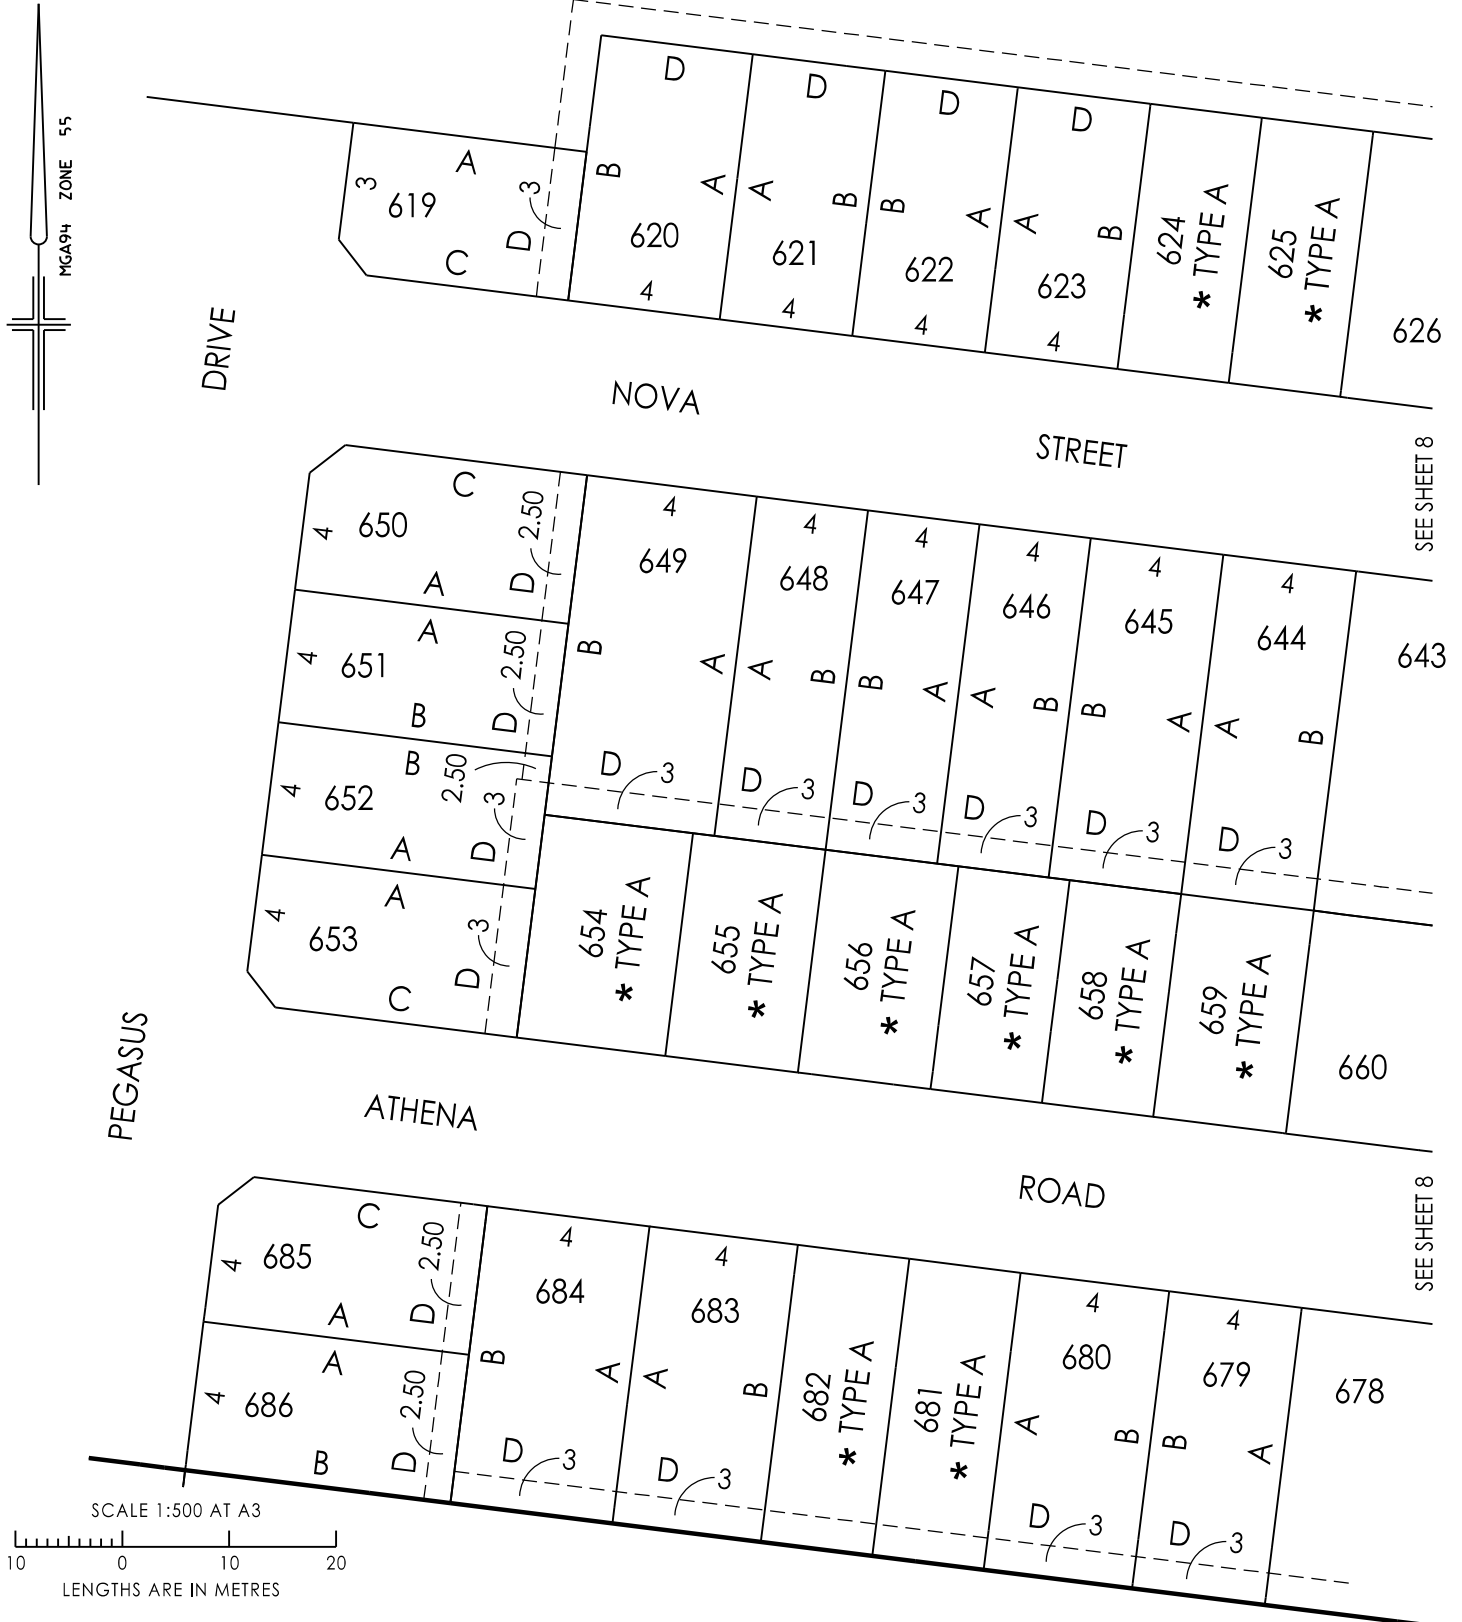 MGA94 ZONE 55
D
D
D
D
A
3
619
3
D
C
B
A
620
4
A
B
621
4
B
A
622
4
A
B
623
4
624
* TYPE A
625
* TYPE A
626
DRIVE
NOVA
STREET
SEE SHEET 8
C
4
650
2.50
D
A
A
4
651
2.50
D
B
B
2.50
4
652
3
D
A
A
4
653
3
D
C
4
649
B
A
D
3
4
648
A
B
D
3
4
647
B
A
D
3
4
646
A
B
D
3
4
645
B
A
D
3
4
644
A
B
D
3
643
654
* TYPE A
655
* TYPE A
656
* TYPE A
657
* TYPE A
658
* TYPE A
659
* TYPE A
660
PEGASUS
ATHENA
ROAD
SEE SHEET 8
C
4
685
2.50
D
A
A
4
686
2.50
D
B
4
684
B
A
D
3
4
683
A
B
D
3
682
* TYPE A
681
* TYPE A
4
680
A
B
D
3
4
679
B
A
D
3
678
SCALE 1:500 AT A3
10 0 10 20
LENGTHS ARE IN METRES